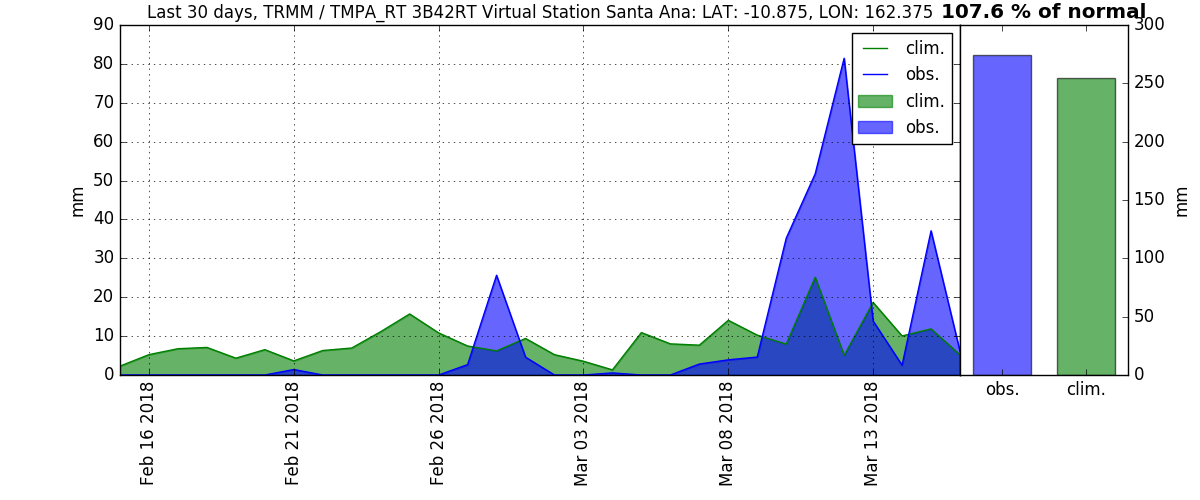 Last 30 days, TRMM / TMPA_RT 3B42RT Virtual Station Santa Ana: LAT: -10.875, LON: 162.375 107.6 % of normal
90
80
70
60
50
40
30
20
10
0
mm
clim.
obs.
clim.
obs.
300
250
200
150
100
50
0
mm
obs. clim.
Feb 16 2018
Feb 21 2018
Feb 26 2018
Mar 03 2018
Mar 08 2018
Mar 13 2018